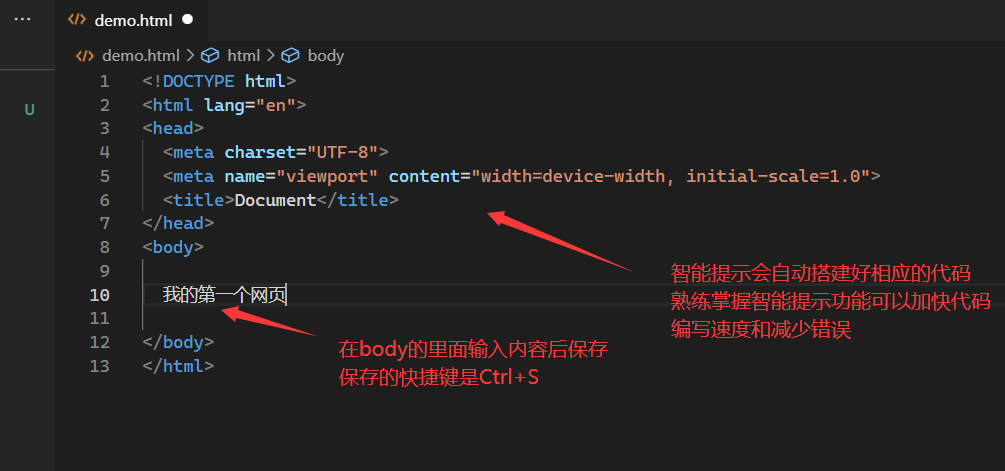 ··· demo.html ●
demo.html > html > body
U
1 <!DOCTYPE html>
2 <html lang="en">
3 <head>
4 <meta charset="UTF-8">
5 <meta name="viewport" content="width=device-width, initial-scale=1.0">
6 <title>Document</title>
7 </head>
8 <body>
9
10 我的第一个网页
11
12 </body>
13 </html>
智能提示会自动搭建好相应的代码
熟练掌握智能提示功能可以加快代码
编写速度和减少错误
在body的里面输入内容后保存
保存的快捷键是Ctrl+S